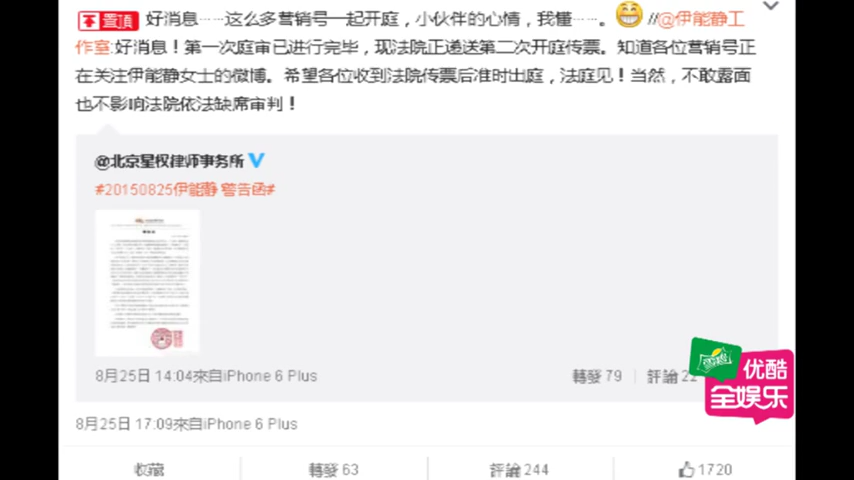 置頂 好消息……这么多营销号一起开庭，小伙伴的心情，我懂……。 //@伊能静工
作室:好消息！第一次庭审已进行完毕，现法院正递送第二次开庭传票。知道各位营销号正
在关注伊能静女士的微博。希望各位收到法院传票后准时出庭，法庭见！当然，不敢露面
也不影响法院依法缺席审判！
@北京星权律师事务所
#20150825伊能静 警告函#
8月25日 14:04來自iPhone 6 Plus
轉發 79 評論 22
雪碧
优酷
全娱乐
8月25日 17:09來自iPhone 6 Plus
收藏 轉發 63 評論 244 1720